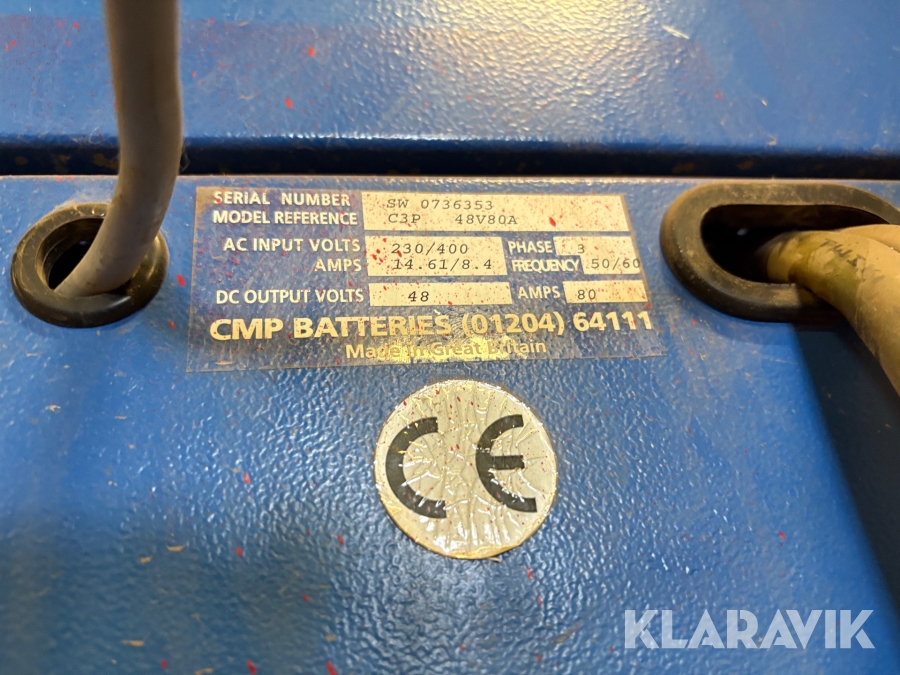 SERIAL NUMBER SW 0736353
MODEL REFERENCE C3P 48V80A
AC INPUT VOLTS 230/400 PHASE 3
AMPS 14.61/8.4 FREQUENCY 50/60
DC OUTPUT VOLTS 48 AMPS 80
CMP BATTERIES (01204) 64111
Made in Great Britain
CE
KLARAVIK